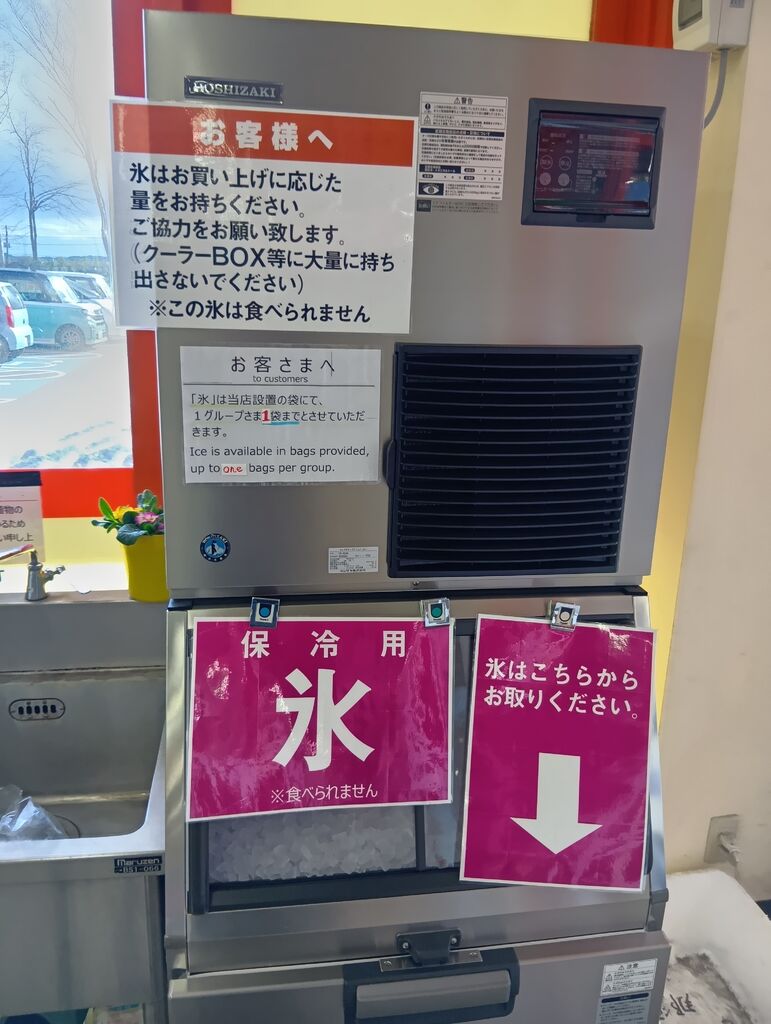 HOSHIZAKI
お客様へ
氷はお買い上げに応じた
量をお持ちください。
ご協力をお願い致します。
(クーラーBOX等に大量に持ち
出さないでください)
※この氷は食べられません
警告
お客さまへ
to customers
「氷」は当店設置の袋にて、
1グループさま1袋までとさせていただ
きます。
Ice is available in bags provided,
up to one bags per group.
保冷用
氷
※食べられません
氷はこちらから
お取りください。
maruzen
BS1-066
注意